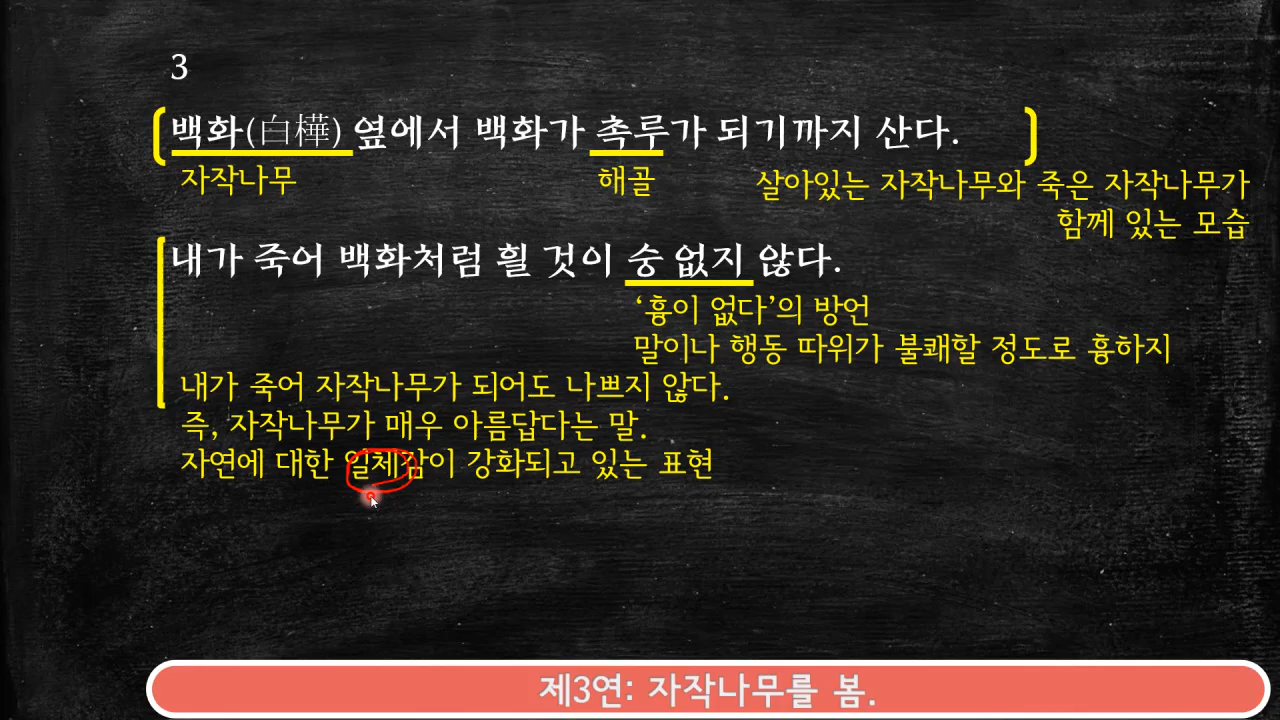 3
백화(白樺) 옆에서 백화가 촉루가 되기까지 산다.
자작나무 해골 살아있는 자작나무와 죽은 자작나무가
함께 있는 모습
내가 죽어 백화처럼 흴 것이 숭 없지 않다.
‘흉이 없다’의 방언
말이나 행동 따위가 불쾌할 정도로 흉하지
내가 죽어 자작나무가 되어도 나쁘지 않다.
즉, 자작나무가 매우 아름답다는 말.
자연에 대한 일체감이 강화되고 있는 표현
제3연: 자작나무를 봄.